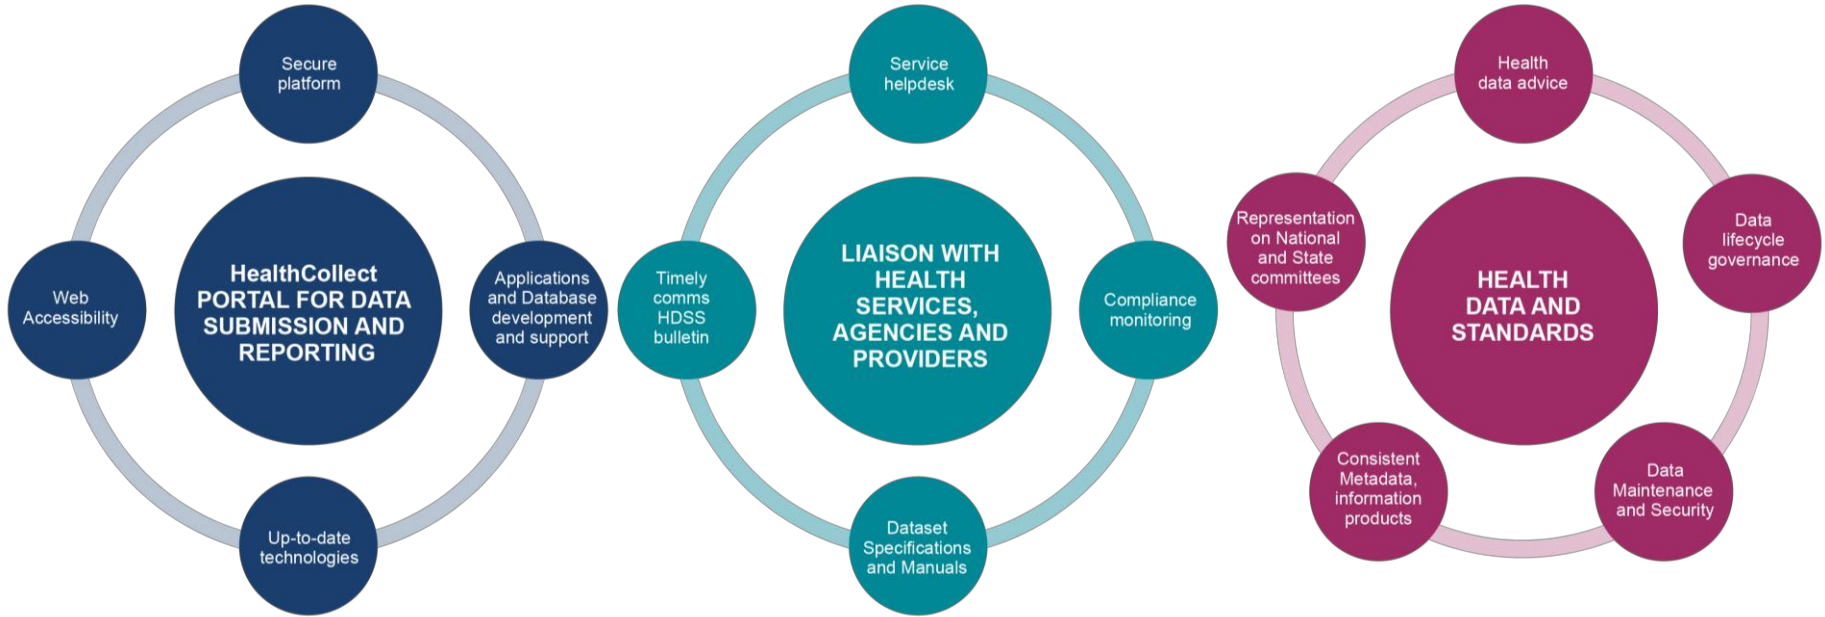 Secure
platform
Web
Accessibility
HealthCollect
PORTAL FOR DATA
SUBMISSION AND
REPORTING
Applications
and Database
development
and support
Up-to-date
technologies
Service
helpdesk
Timely
comms
HDSS
bulletin
LIAISON WITH
HEALTH
SERVICES,
AGENCIES AND
PROVIDERS
Compliance
monitoring
Dataset
Specifications
and Manuals
Health
data advice
Representation
on National
and State
committees
HEALTH
DATA AND
STANDARDS
Data
lifecycle
governance
Consistent
Metadata,
information
products
Data
Maintenance
and Security